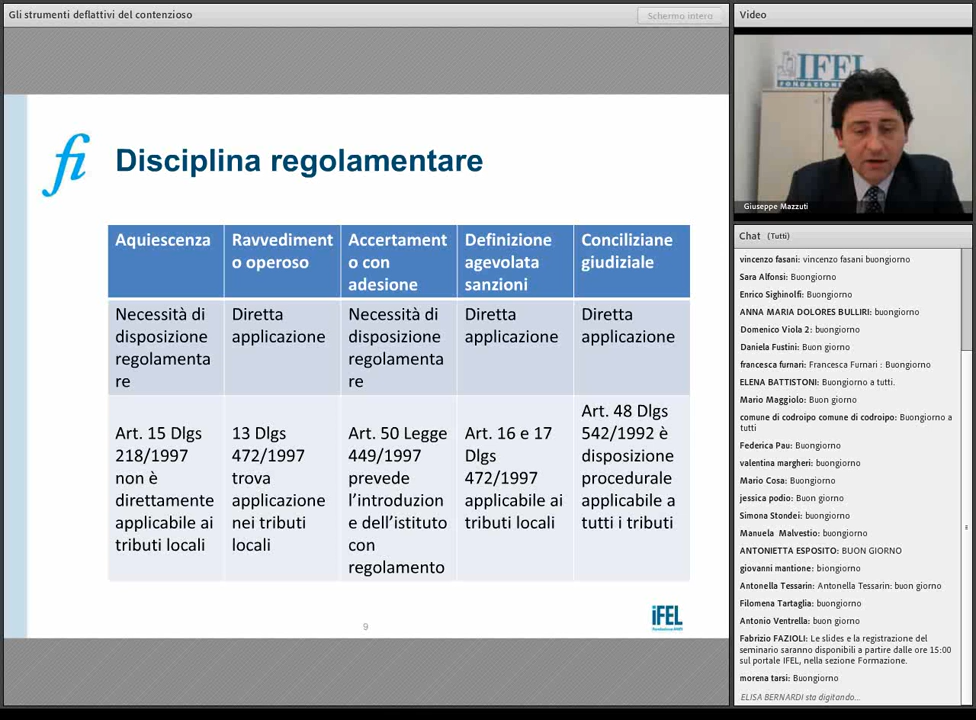 Gli strumenti deflattivi del contenzioso
Schermo intero
fi
Disciplina regolamentare
Aquiescenza
Ravvediment
o operoso
Accertament
o con
adesione
Definizione
agevolata
sanzioni
Conciliziane
giudiziale
Necessità di
disposizione
regolamenta
re
Diretta
applicazione
Necessità di
disposizione
regolamenta
re
Diretta
applicazione
Diretta
applicazione
Art. 15 Dlgs
218/1997
non è
direttamente
applicabile ai
tributi locali
13 Dlgs
472/1997
trova
applicazione
nei tributi
locali
Art. 50 Legge
449/1997
prevede
l'introduzion
e dell'istituto
con
regolamento
Art. 16 e 17
Dlgs
472/1997
applicabile ai
tributi locali
Art. 48 Dlgs
542/1992 è
disposizione
procedurale
applicabile a
tutti i tributi
9
iFEL
Video
IFEL
FONDAZIONE
Giuseppe Mazzuti
Chat (Tutti)
vincenzo fasani: vincenzo fasani buongiorno
Sara Alfonsi: Buongiorno
Enrico Sighinolfi: Buongiorno
ANNA MARIA DOLORES BULLIRI: buongiorno
Domenico Viola 2: buongiorno
Daniela Fustini: Buon giorno
francesca furnari: Francesca Furnari : Buongiorno
ELENA BATTISTONI: Buongiorno a tutti.
Mario Maggiolo: Buon giorno
comune di codroipo comune di codroipo: Buongiorno a
tutti
Federica Pau: Buongiorno
valentina margheri: buongiorno
Mario Cosa: Buongiorno
jessica podio: Buon giorno
Simona Stondei: buongiorno
Manuela Malvestio: buongiorno
ANTONIETTA ESPOSITO: BUON GIORNO
giovanni mantione: biongiorno
Antonella Tessarin: Antonella Tessarin: buon giorno
Filomena Tartaglia: buongiorno
Antonio Ventrella: buon giorno
Fabrizio FAZIOLI: Le slides e la registrazione del
seminario saranno disponibili a partire dalle ore 15:00
sul portale IFEL, nella sezione Formazione.
morena tarsi: Buongiorno
ELISA BERNARDI sta digitando...